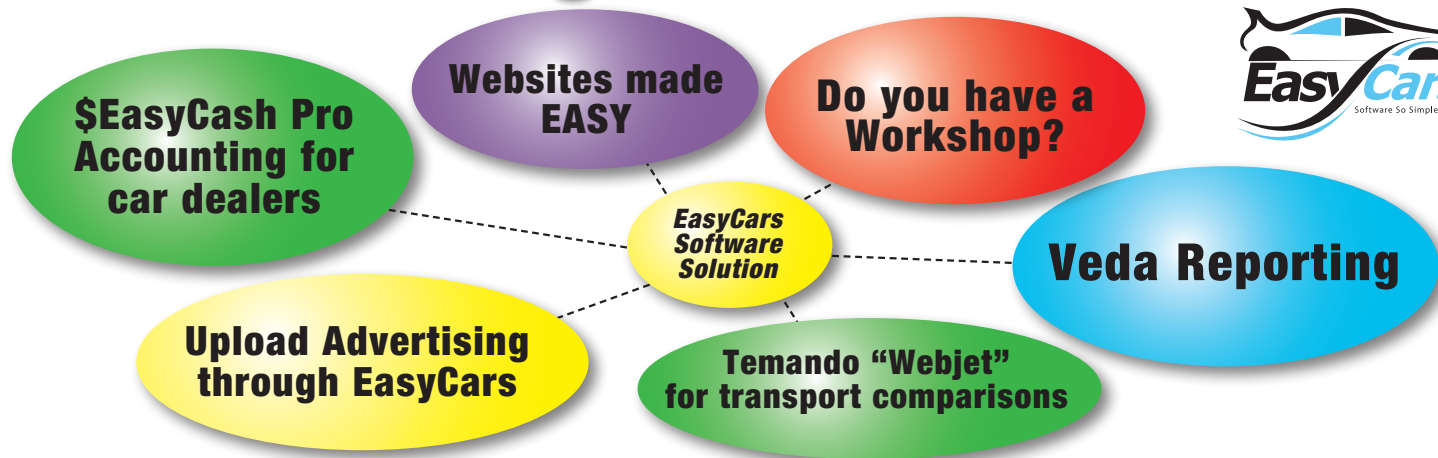 Websites made
EASY
Do you have a
Workshop?
$EasyCash Pro
Accounting for
car dealers
EasyCars
Software
Solution
Veda Reporting
Upload Advertising
through EasyCars
Temando “Webjet”
for transport comparisons
Easy Car
Software So Simple